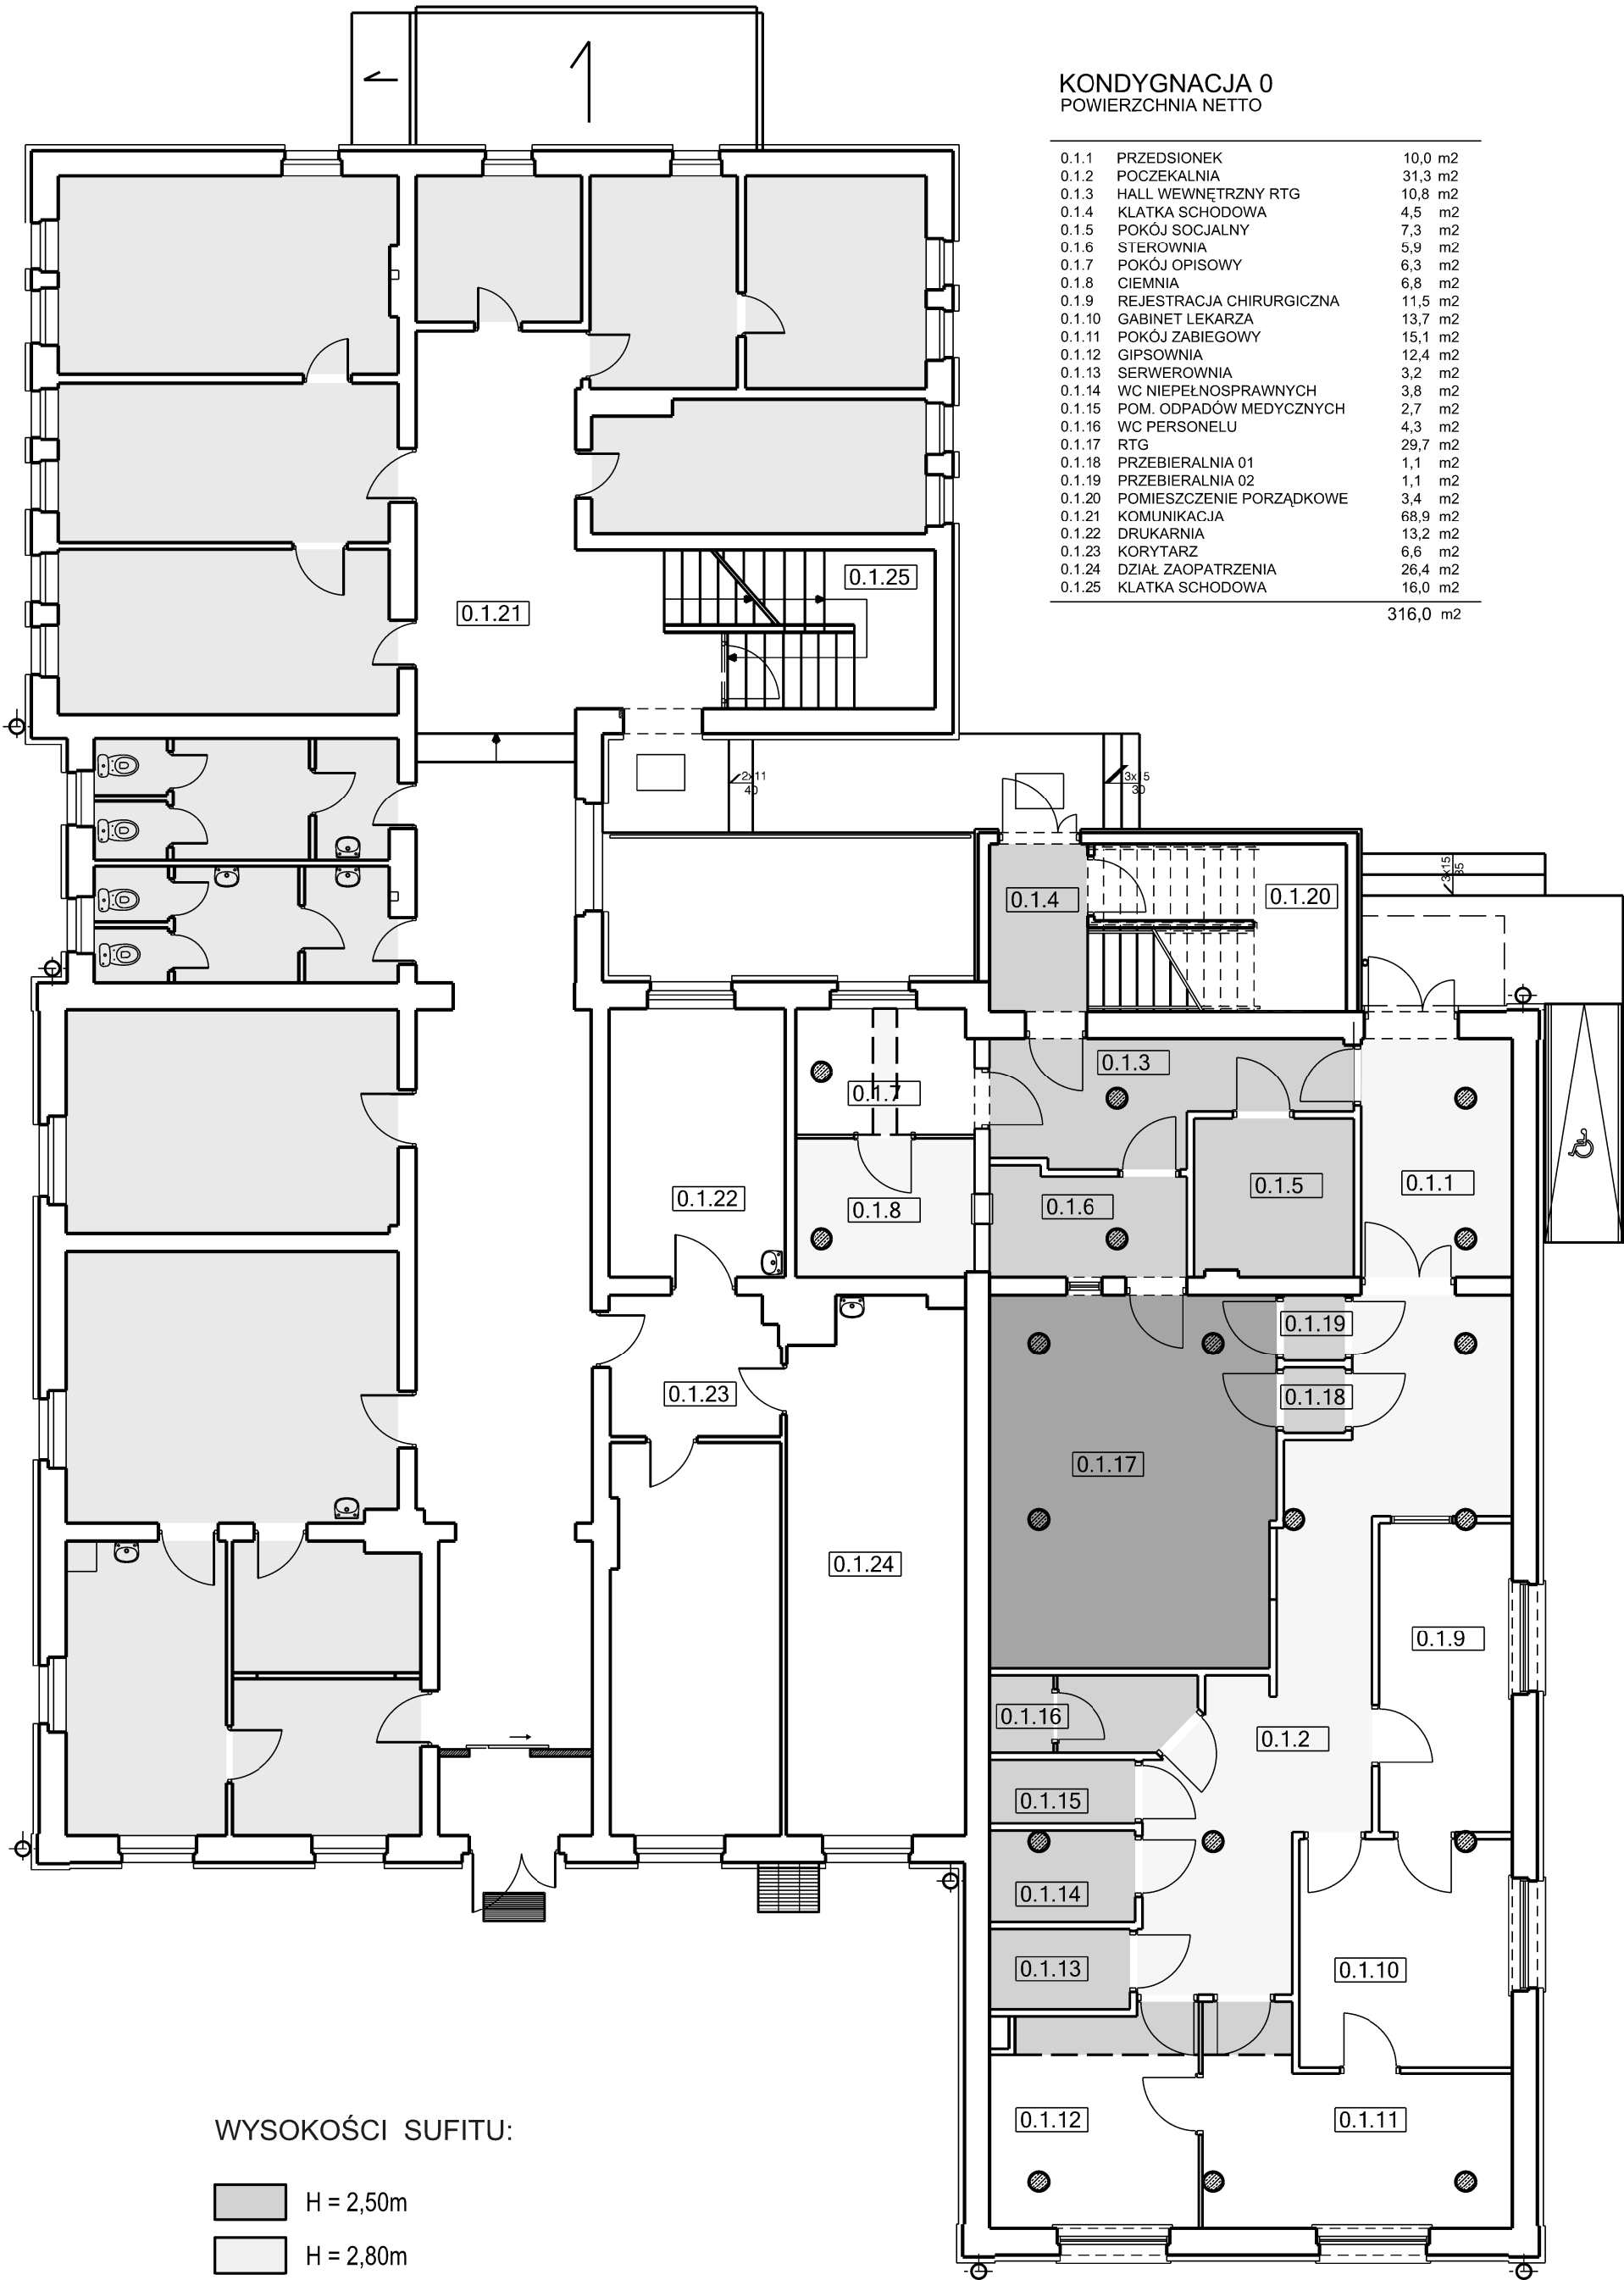 KONDYGNACJA 0
POWIERZCHNIA NETTO
0.1.1 PRZEDSIONEK 10,0 m2
0.1.2 POCZEKALNIA 31,3 m2
0.1.3 HALL WEWNĘTRZNY RTG 10,8 m2
0.1.4 KLATKA SCHODOWA 4,5 m2
0.1.5 POKÓJ SOCJALNY 7,3 m2
0.1.6 STEROWNIA 5,9 m2
0.1.7 POKÓJ OPISOWY 6,3 m2
0.1.8 CIEMNIA 6,8 m2
0.1.9 REJESTRACJA CHIRURGICZNA 11,5 m2
0.1.10 GABINET LEKARZA 13,7 m2
0.1.11 POKÓJ ZABIEGOWY 15,1 m2
0.1.12 GIPSOWNIA 12,4 m2
0.1.13 SERWEROWNIA 3,2 m2
0.1.14 WC NIEPEŁNOSPRAWNYCH 3,8 m2
0.1.15 POM. ODPADÓW MEDYCZNYCH 2,7 m2
0.1.16 WC PERSONELU 4,3 m2
0.1.17 RTG 29,7 m2
0.1.18 PRZEBIERALNIA 01 1,1 m2
0.1.19 PRZEBIERALNIA 02 1,1 m2
0.1.20 POMIESZCZENIE PORZĄDKOWE 3,4 m2
0.1.21 KOMUNIKACJA 68,9 m2
0.1.22 DRUKARNIA 13,2 m2
0.1.23 KORYTARZ 6,6 m2
0.1.24 DZIAŁ ZAOPATRZENIA 26,4 m2
0.1.25 KLATKA SCHODOWA 16,0 m2
316,0 m2
0.1.25
0.1.21
2x11
40
3x15
30
3x15
35
0.1.4
0.1.20
0.1.3
0.1.7
0.1.5
0.1.1
0.1.22
0.1.6
0.1.8
0.1.19
0.1.23
0.1.18
0.1.17
0.1.24
0.1.9
0.1.16
0.1.2
0.1.15
0.1.14
0.1.13
0.1.10
0.1.12
0.1.11
WYSOKOŚCI SUFITU:
H = 2,50m
H = 2,80m